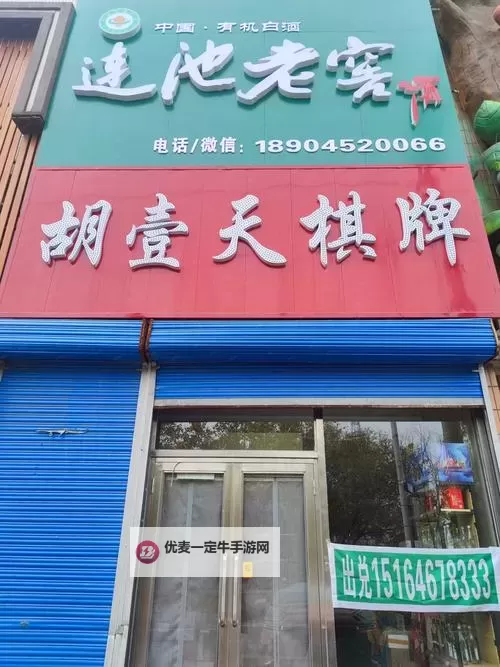 中国·有机白酒
连池老窖酒
电话/微信：18904520066
胡壹天棋牌
优麦一定牛手游网
出兑15164678333